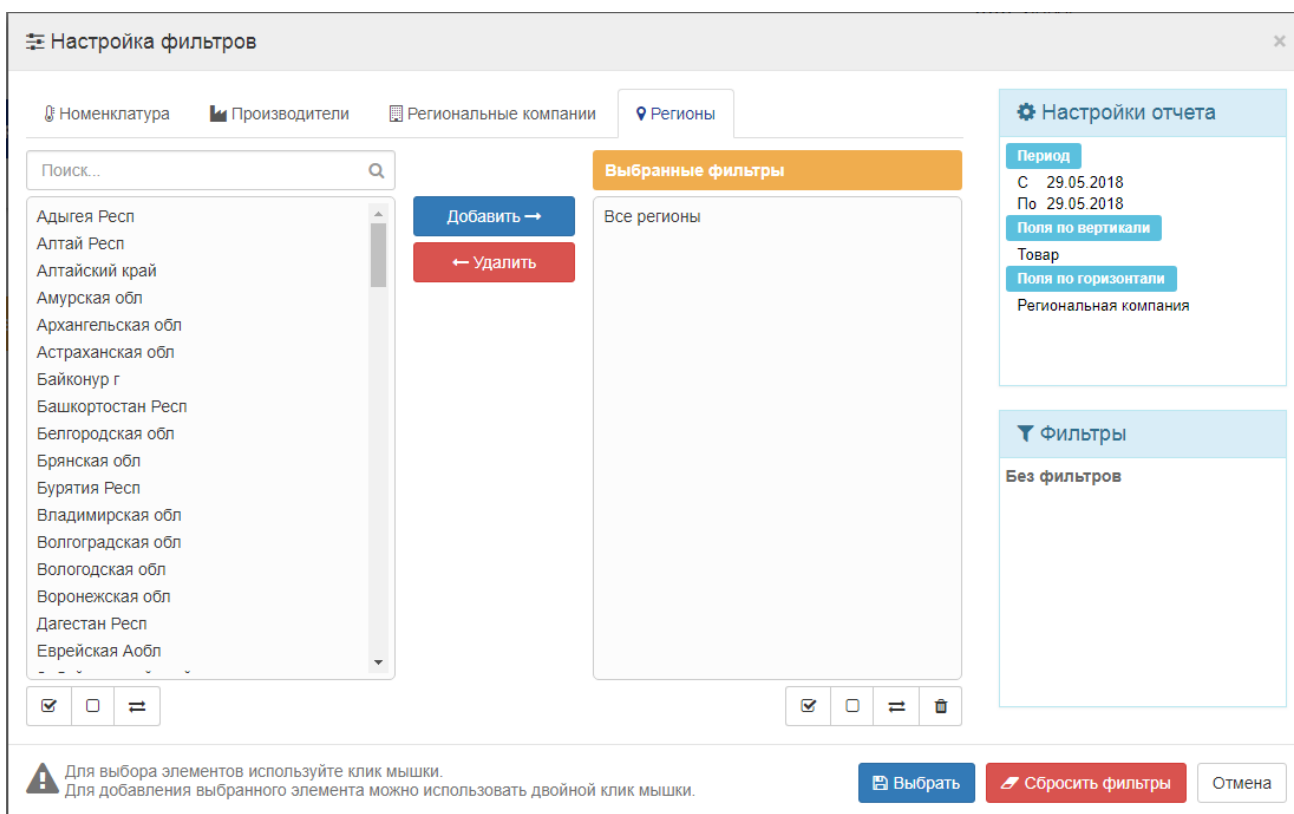 Настройка фильтров
Номенклатура
Производители
Региональные компании
Регионы
Поиск...
Адыгея Респ
Алтай Респ
Алтайский край
Амурская обл
Архангельская обл
Астраханская обл
Байконур г
Башкортостан Респ
Белгородская обл
Брянская обл
Бурятия Респ
Владимирская обл
Волгоградская обл
Вологодская обл
Воронежская обл
Дагестан Респ
Еврейская Аобл
Добавить →
← Удалить
Выбранные фильтры
Все регионы
Настройки отчета
Период
С 29.05.2018
По 29.05.2018
Поля по вертикали
Товар
Поля по горизонтали
Региональная компания
Фильтры
Без фильтров
Для выбора элементов используйте клик мышки.
Для добавления выбранного элемента можно использовать двойной клик мышки.
Выбрать
Сбросить фильтры
Отмена